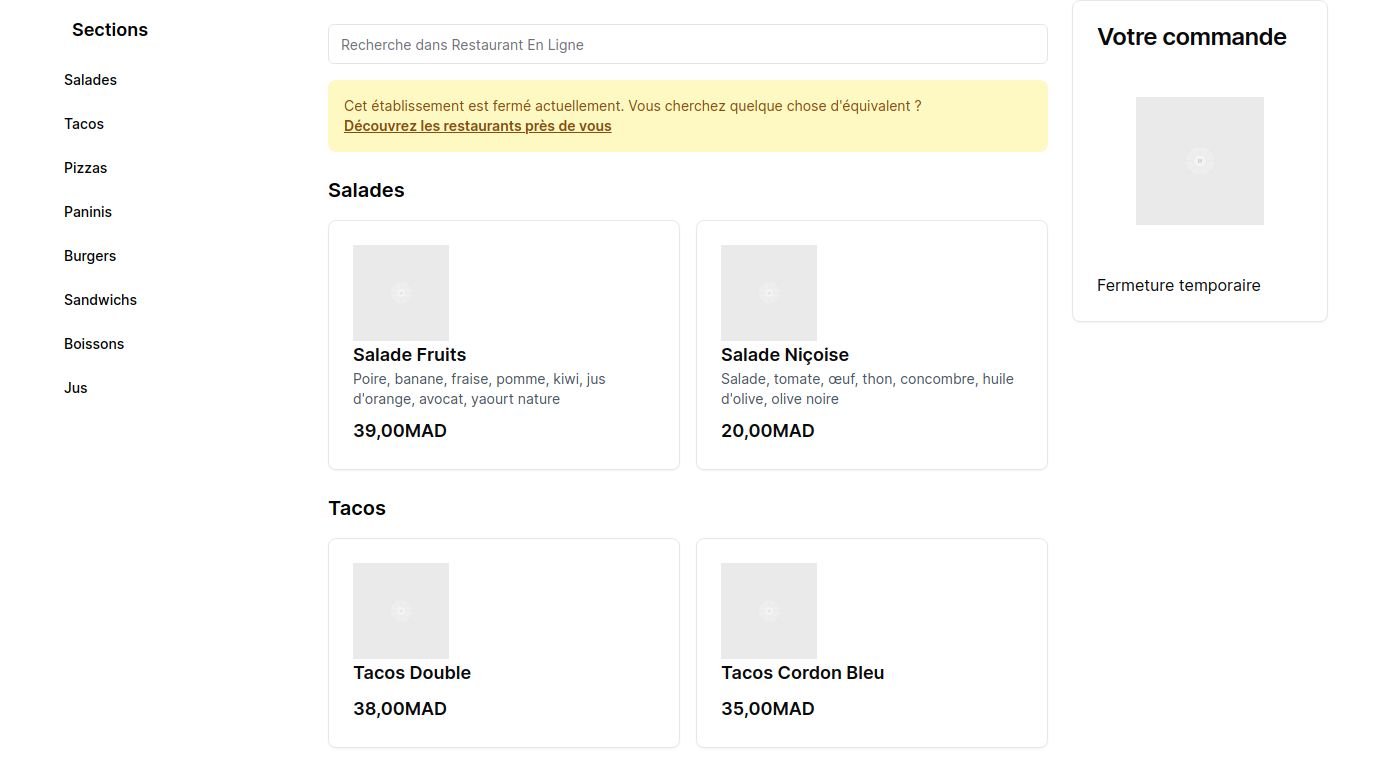 Sections
Salades
Tacos
Pizzas
Paninis
Burgers
Sandwichs
Boissons
Jus
Recherche dans Restaurant En Ligne
Cet établissement est fermé actuellement. Vous cherchez quelque chose d'équivalent ?
Découvrez les restaurants près de vous
Salades
Salade Fruits
Poire, banane, fraise, pomme, kiwi, jus
d'orange, avocat, yaourt nature
39,00MAD
Salade Niçoise
Salade, tomate, œuf, thon, concombre, huile
d'olive, olive noire
20,00MAD
Tacos
Tacos Double
38,00MAD
Tacos Cordon Bleu
35,00MAD
Votre commande
Fermeture temporaire